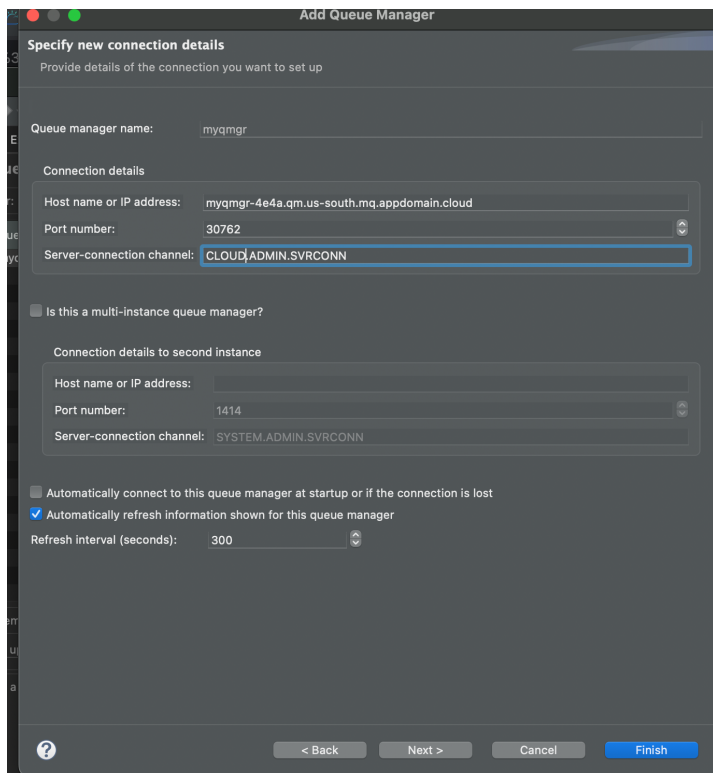 Add Queue Manager
Specify new connection details
Provide details of the connection you want to set up
Queue manager name: myqmgr
Connection details
Host name or IP address: myqmgr-4e4a.qm.us-south.mq.appdomain.cloud
Port number: 30762
Server-connection channel: CLOUD.ADMIN.SVRCONN
Is this a multi-instance queue manager?
Connection details to second instance
Host name or IP address:
Port number: 1414
Server-connection channel: SYSTEM.ADMIN.SVRCONN
Automatically connect to this queue manager at startup or if the connection is lost
Automatically refresh information shown for this queue manager
Refresh interval (seconds): 300
? < Back Next > Cancel Finish